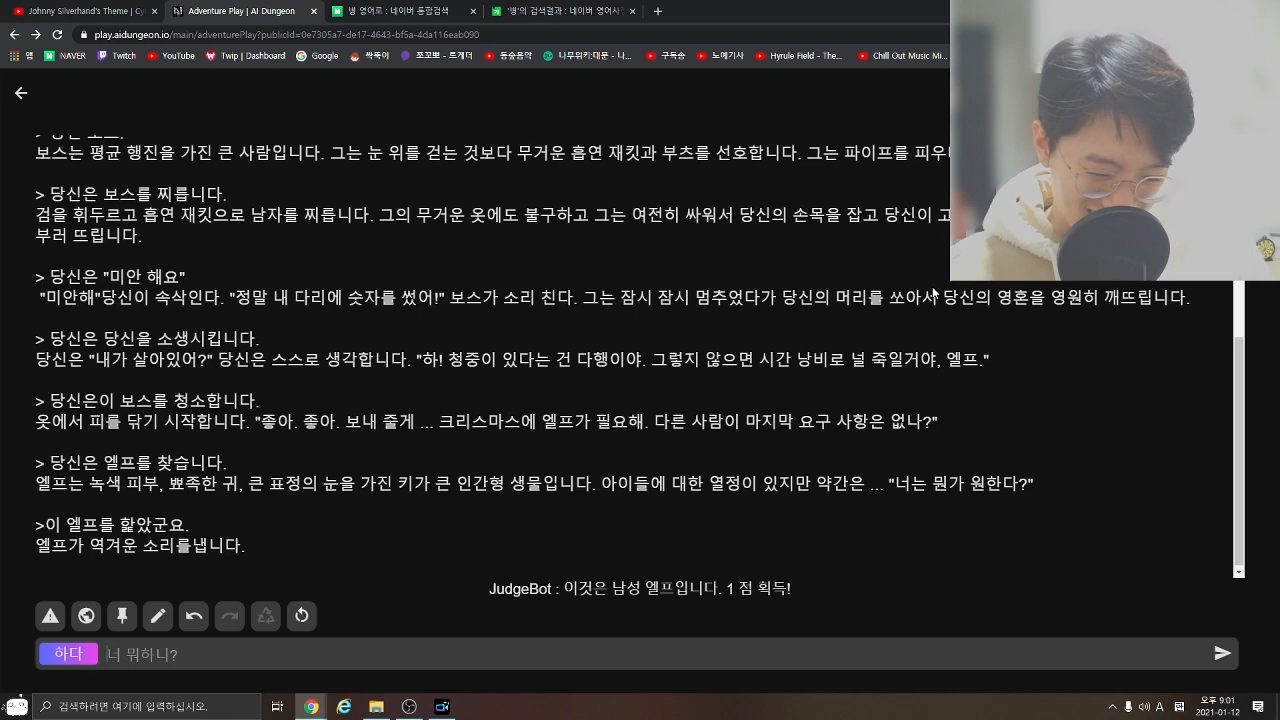 Johnny Silverhand's Theme | Cy
Adventure Play | AI Dungeon
병 영어로 : 네이버 통합검색
'병'의 검색결과 : 네이버 영어사
play.aidungeon.io/main/adventurePlay?publicId=0e7305a7-de17-4643-bf5a-4da116eab090
앱 NAVER Twitch YouTube Twip | Dashboard Google 싹뚝이 쪼꼬뽀 - 트게더 동숲음악 나무위키:대문 - 나... 구독송 노예기사 Hyrule Field - The... Chill Out Music Mi...
보스는 평균 행진을 가진 큰 사람입니다. 그는 눈 위를 걷는 것보다 무거운 흡연 재킷과 부츠를 선호합니다. 그는 파이프를 피우
> 당신은 보스를 찌릅니다.
검을 휘두르고 흡연 재킷으로 남자를 찌릅니다. 그의 무거운 옷에도 불구하고 그는 여전히 싸워서 당신의 손목을 잡고 당신이 고
부러 뜨립니다.
> 당신은 "미안 해요"
"미안해"당신이 속삭인다. "정말 내 다리에 숫자를 썼어!" 보스가 소리 친다. 그는 잠시 잠시 멈추었다가 당신의 머리를 쏘아서 당신의 영혼을 영원히 깨뜨립니다.
> 당신은 당신을 소생시킵니다.
당신은 "내가 살아있어?" 당신은 스스로 생각합니다. "하! 청중이 있다는 건 다행이야. 그렇지 않으면 시간 낭비로 널 죽일거야, 엘프."
> 당신은이 보스를 청소합니다.
옷에서 피를 닦기 시작합니다. "좋아. 좋아. 보내 줄게 ... 크리스마스에 엘프가 필요해. 다른 사람이 마지막 요구 사항은 없나?"
> 당신은 엘프를 찾습니다.
엘프는 녹색 피부, 뾰족한 귀, 큰 표정의 눈을 가진 키가 큰 인간형 생물입니다. 아이들에 대한 열정이 있지만 약간은 ... "너는 뭔가 원한다?"
>이 엘프를 핥았군요.
엘프가 역겨운 소리를냅니다.
JudgeBot : 이것은 남성 엘프입니다. 1 점 획득!
하다 너 뭐하니?
검색하려면 여기에 입력하십시오.
A
오후 9:01
2021-01-12